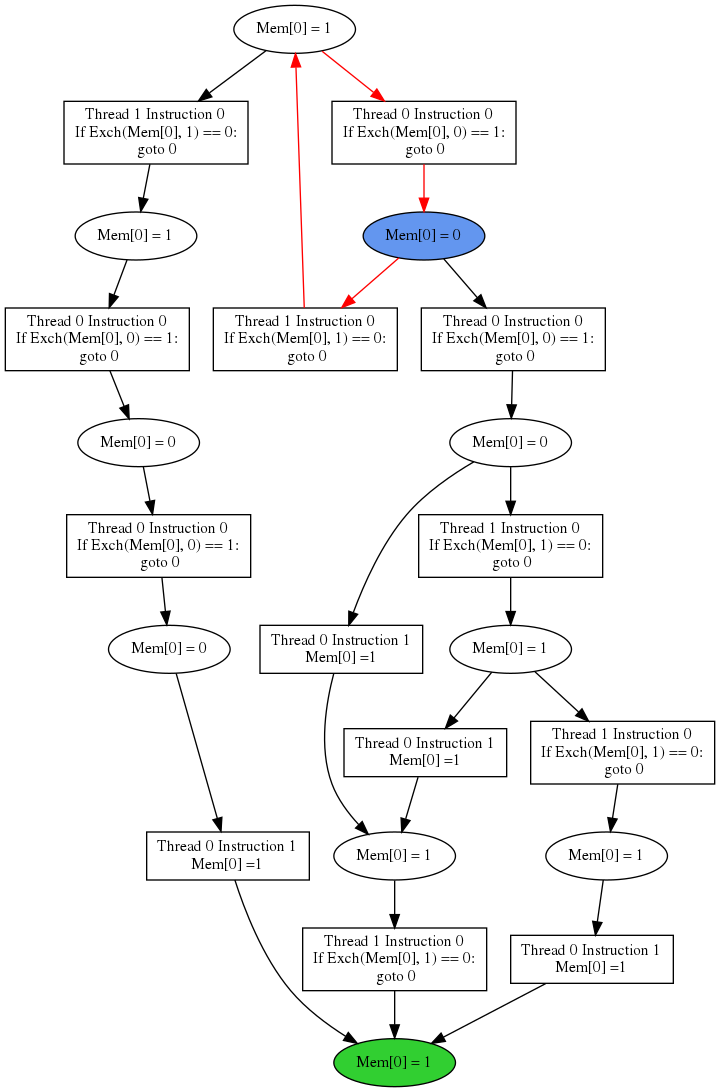 Mem[0] = 1
Thread 1 Instruction 0
If Exch(Mem[0], 1) == 0:
goto 0
Thread 0 Instruction 0
If Exch(Mem[0], 0) == 1:
goto 0
Mem[0] = 1
Mem[0] = 0
Thread 0 Instruction 0
If Exch(Mem[0], 0) == 1:
goto 0
Thread 1 Instruction 0
If Exch(Mem[0], 1) == 0:
goto 0
Thread 0 Instruction 0
If Exch(Mem[0], 0) == 1:
goto 0
Mem[0] = 0
Mem[0] = 0
Thread 0 Instruction 0
If Exch(Mem[0], 0) == 1:
goto 0
Thread 1 Instruction 0
If Exch(Mem[0], 1) == 0:
goto 0
Mem[0] = 0
Thread 0 Instruction 1
Mem[0] =1
Mem[0] = 1
Thread 0 Instruction 1
Mem[0] =1
Thread 1 Instruction 0
If Exch(Mem[0], 1) == 0:
goto 0
Thread 0 Instruction 1
Mem[0] =1
Mem[0] = 1
Mem[0] = 1
Thread 1 Instruction 0
If Exch(Mem[0], 1) == 0:
goto 0
Thread 0 Instruction 1
Mem[0] =1
Mem[0] = 1